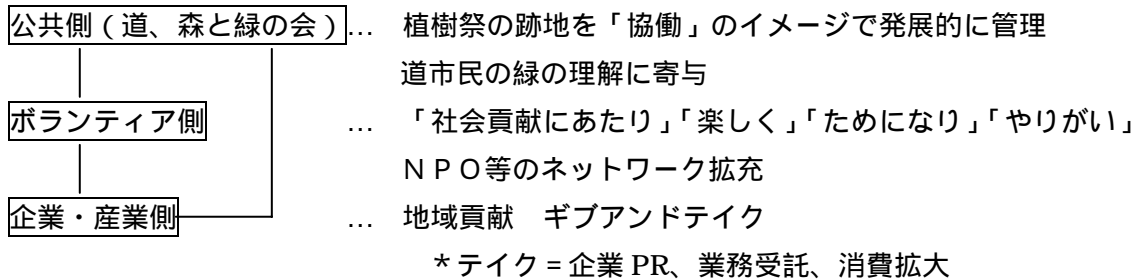 公共側(道、森と緑の会)… 植樹祭の跡地を「協働」のイメージで発展的に管理
道市民の緑の理解に寄与
ボランティア側 … 「社会貢献にあたり」「楽しく」「ためになり」「やりがい」
NPO等のネットワーク拡充
企業・産業側 … 地域貢献 ギブアンドテイク
*テイク=企業 PR、業務受託、消費拡大